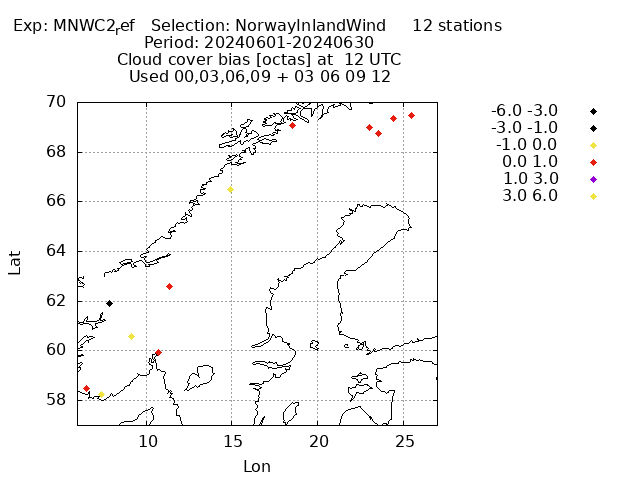 Exp: MNWC2ref Selection: NorwayInlandWind 12 stations
Period: 20240601-20240630
Cloud cover bias [octas] at 12 UTC
Used 00,03,06,09 + 03 06 09 12
70
68
66
64
62
60
58
Lat
10
15
20
25
Lon
-6.0 -3.0
-3.0 -1.0
-1.0 0.0
0.0 1.0
1.0 3.0
3.0 6.0